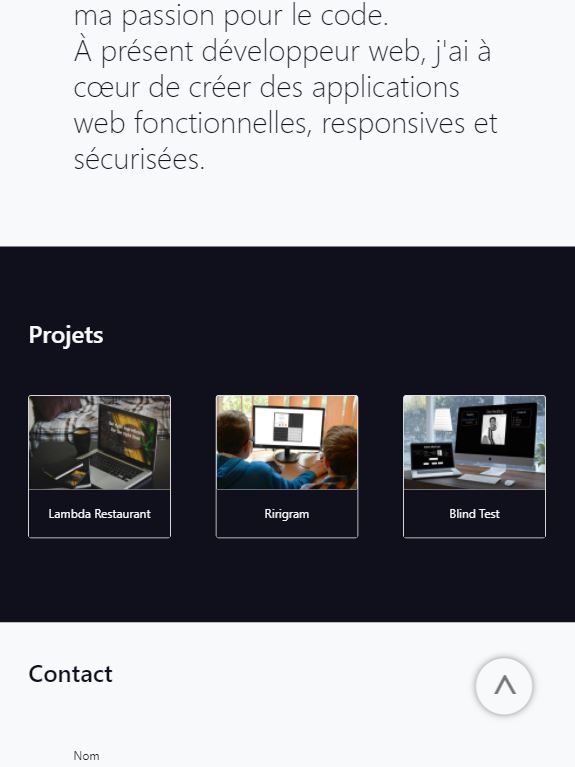 ma passion pour le code.
À présent développeur web, j'ai à
cœur de créer des applications
web fonctionnelles, responsives et
sécurisées.
Projets
Lambda Restaurant
Ririgram
Blind Test
Contact
Nom